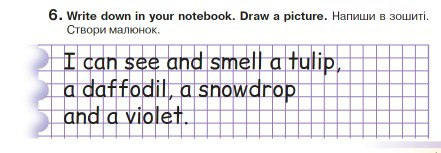 6. Write down in your notebook. Draw a picture. Напиши в зошиті.
Створи малюнок.
I can see and smell a tulip,
a daffodil, a snowdrop
and a violet.